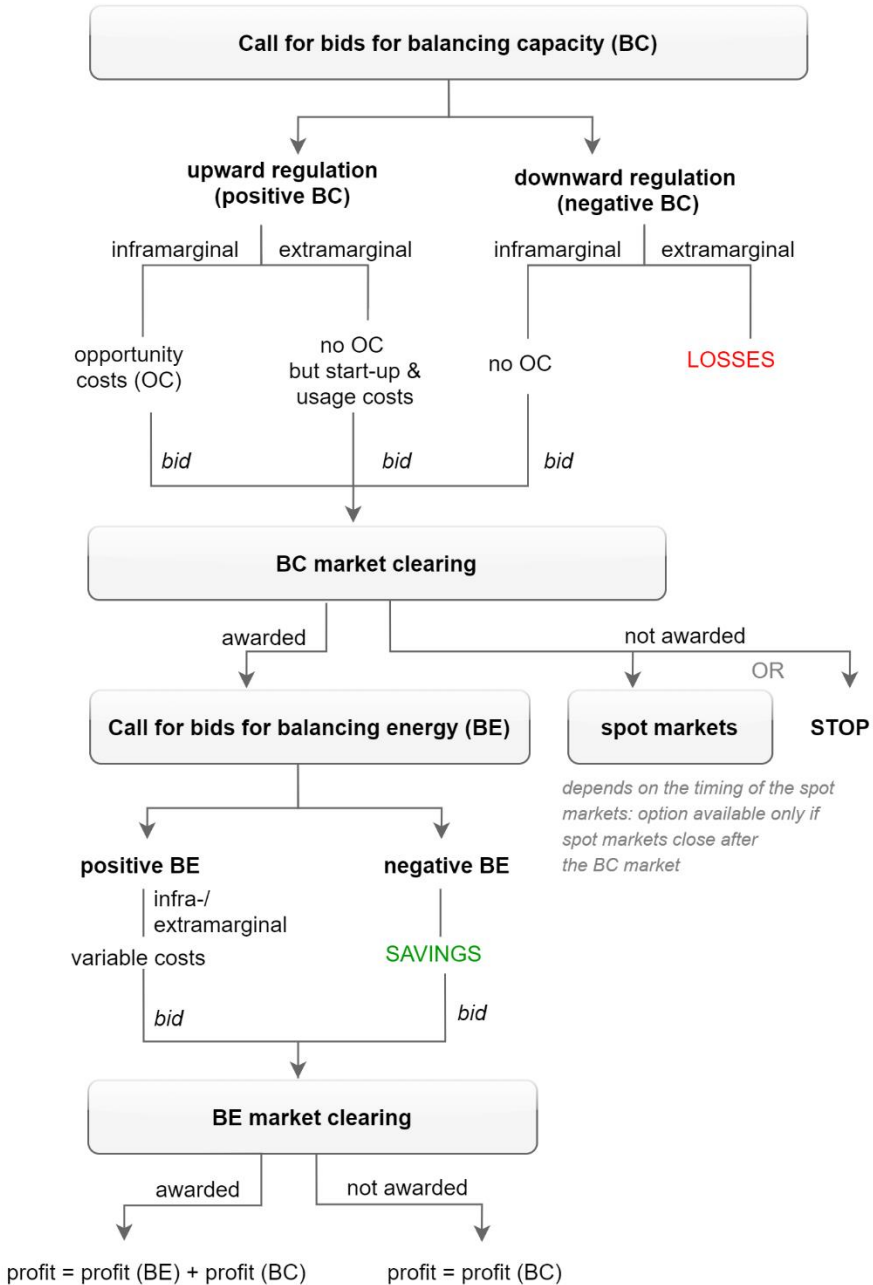 Call for bids for balancing capacity (BC)
upward regulation
(positive BC)
downward regulation
(negative BC)
inframarginal
extramarginal
inframarginal
extramarginal
opportunity
costs (OC)
no OC
but start-up &
usage costs
no OC
LOSSES
bid
bid
bid
BC market clearing
awarded
not awarded
OR
Call for bids for balancing energy (BE)
spot markets
STOP
depends on the timing of the spot
markets: option available only if
spot markets close after
the BC market
positive BE
negative BE
infra-/
extramarginal
variable costs
SAVINGS
bid
bid
BE market clearing
awarded
not awarded
profit = profit (BE) + profit (BC)
profit = profit (BC)